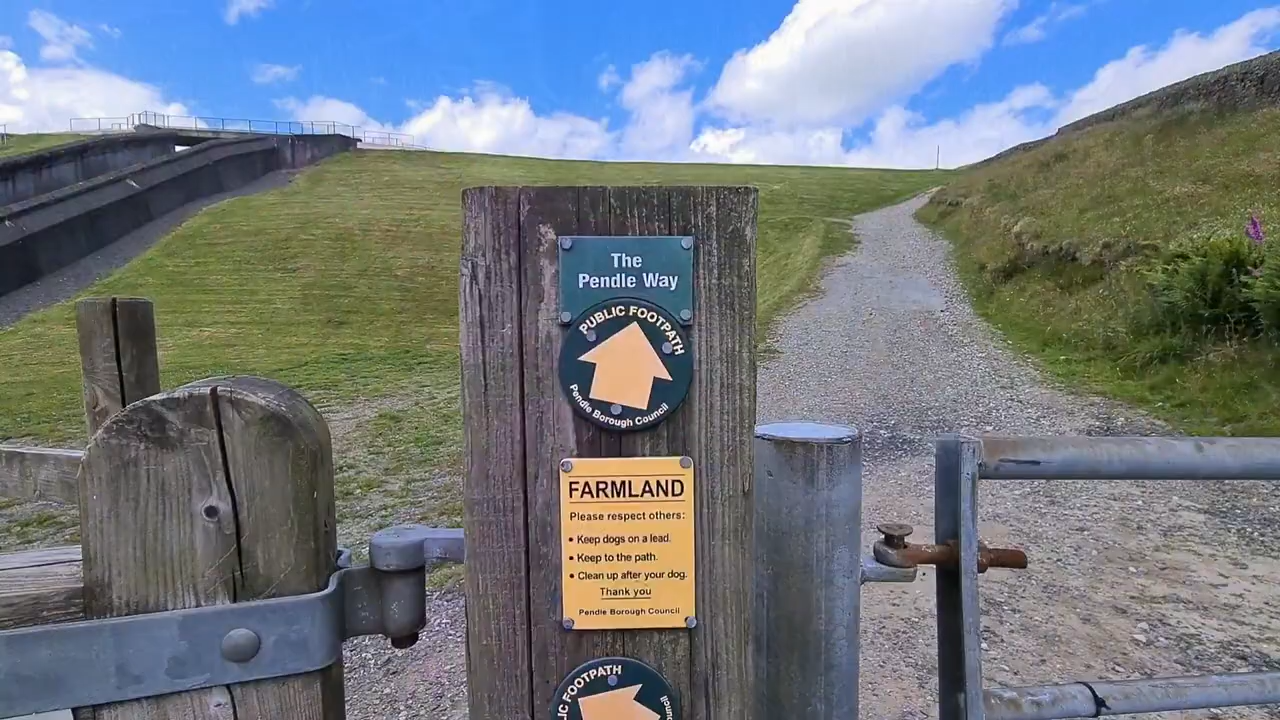 The
Pendle Way
PUBLIC FOOTPATH
Pendle Borough Council
FARMLAND
Please respect others:
• Keep dogs on a lead.
• Keep to the path.
• Clean up after your dog.
Thank you
Pendle Borough Council
FOOTPATH